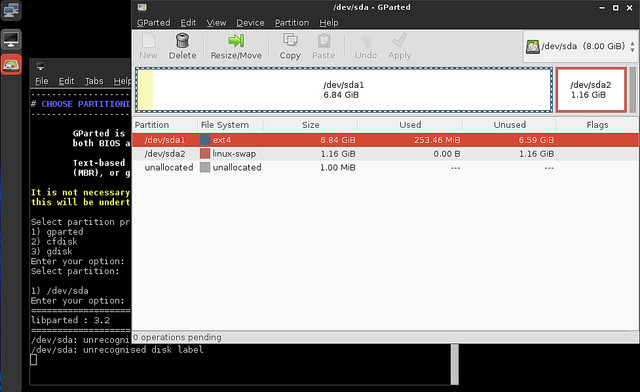 /dev/sda - GParted
GParted Edit View Device Partition Help
New Delete Resize/Move Copy Paste Undo Apply
/dev/sda (8.00 GiB)
/dev/sda1
6.84 GiB
/dev/sda2
1.16 GiB
Partition File System Size Used Unused Flags
/dev/sda1 ext4 6.84 GiB 253.46 MiB 6.59 GiB
/dev/sda2 linux-swap 1.16 GiB 0.00 B 1.16 GiB
unallocated unallocated 1.00 MiB --- ---
0 operations pending
File Edit Tabs Help
# CHOOSE PARTITIONI
GParted is
both BIOS a
Text-based
(MBR), or g
It is not necessary
this will be undert
Select partition pr
1) gparted
2) cfdisk
3) gdisk
Enter your option:
Select partition:
1) /dev/sda
Enter your option:
libparted : 3.2
/dev/sda: unrecogni
/dev/sda: unrecognised disk label